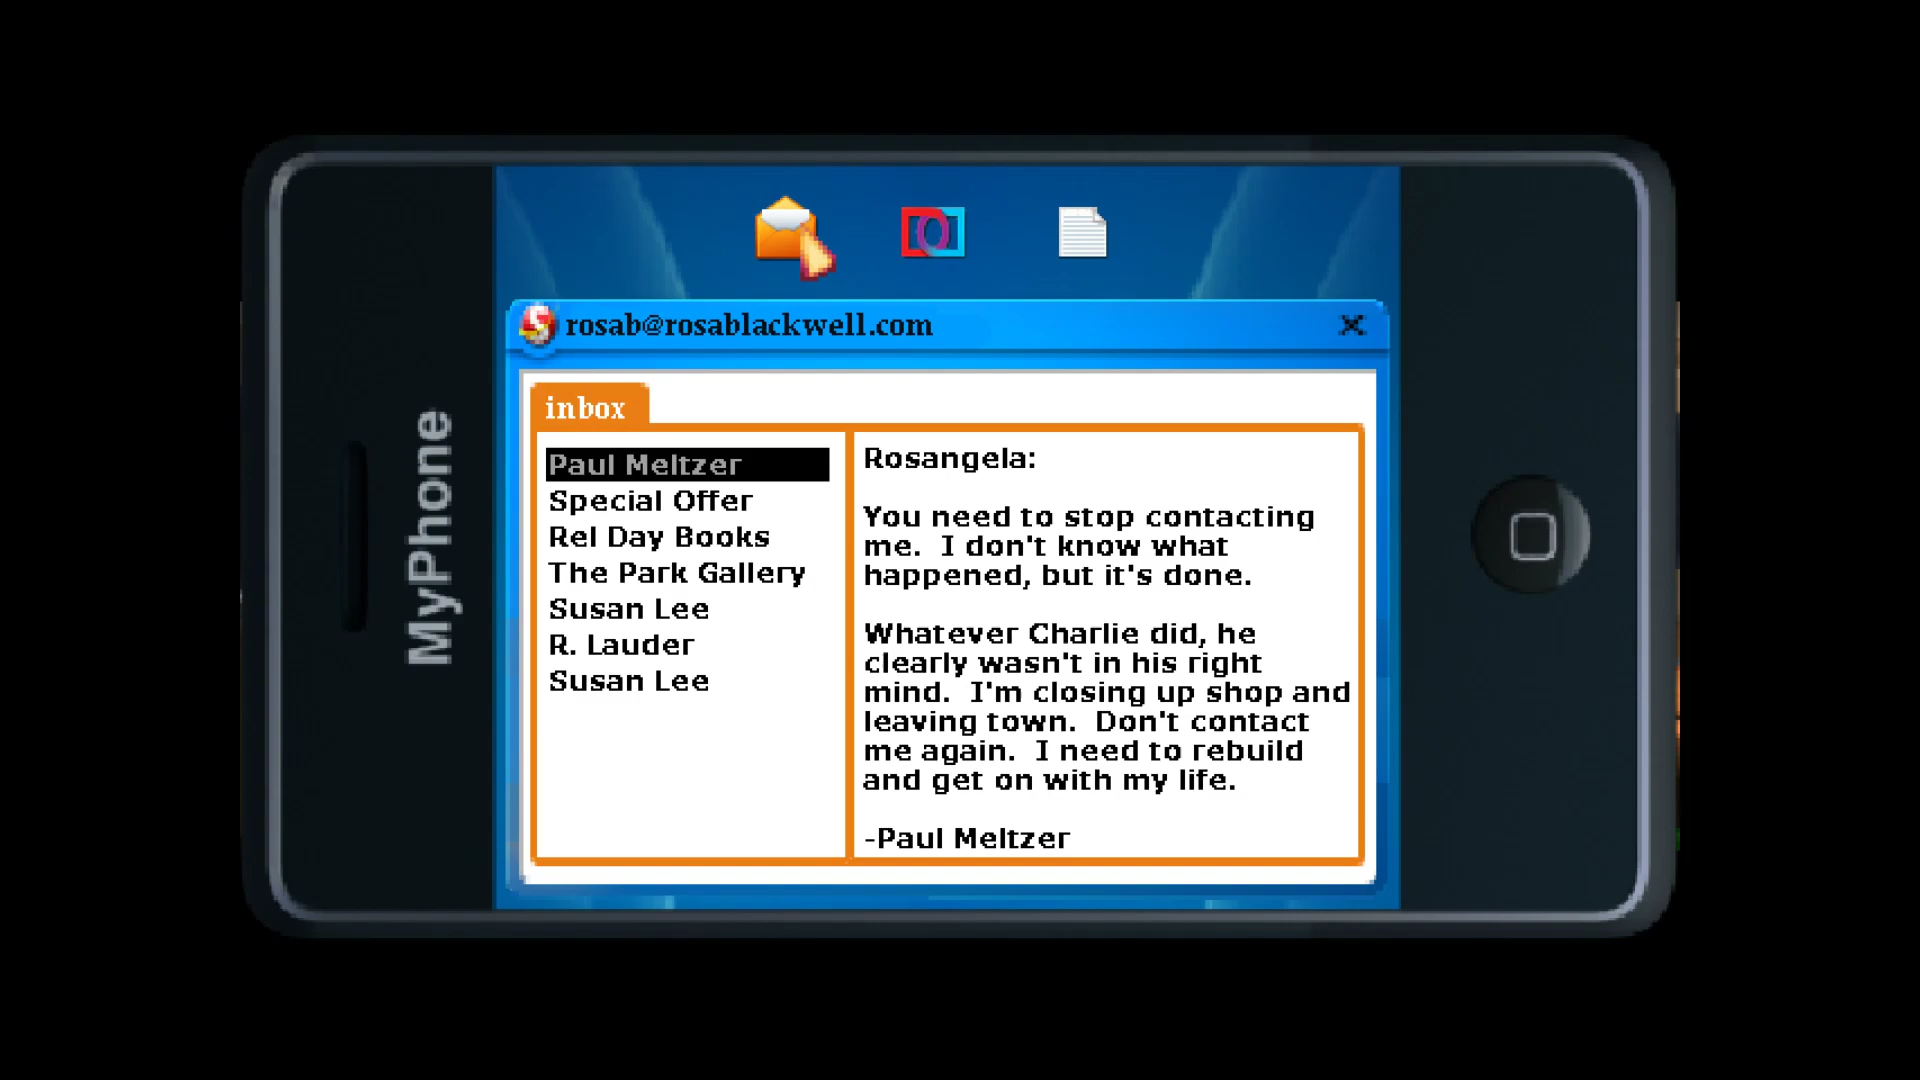 MyPhone
rosab@rosablackwell.com
inbox
Paul Meltzer
Special Offer
Rel Day Books
The Park Gallery
Susan Lee
R. Lauder
Susan Lee
Rosangela:
You need to stop contacting
me.  I don't know what
happened, but it's done.
Whatever Charlie did, he
clearly wasn't in his right
mind.  I'm closing up shop and
leaving town.  Don't contact
me again.  I need to rebuild
and get on with my life.
-Paul Meltzer